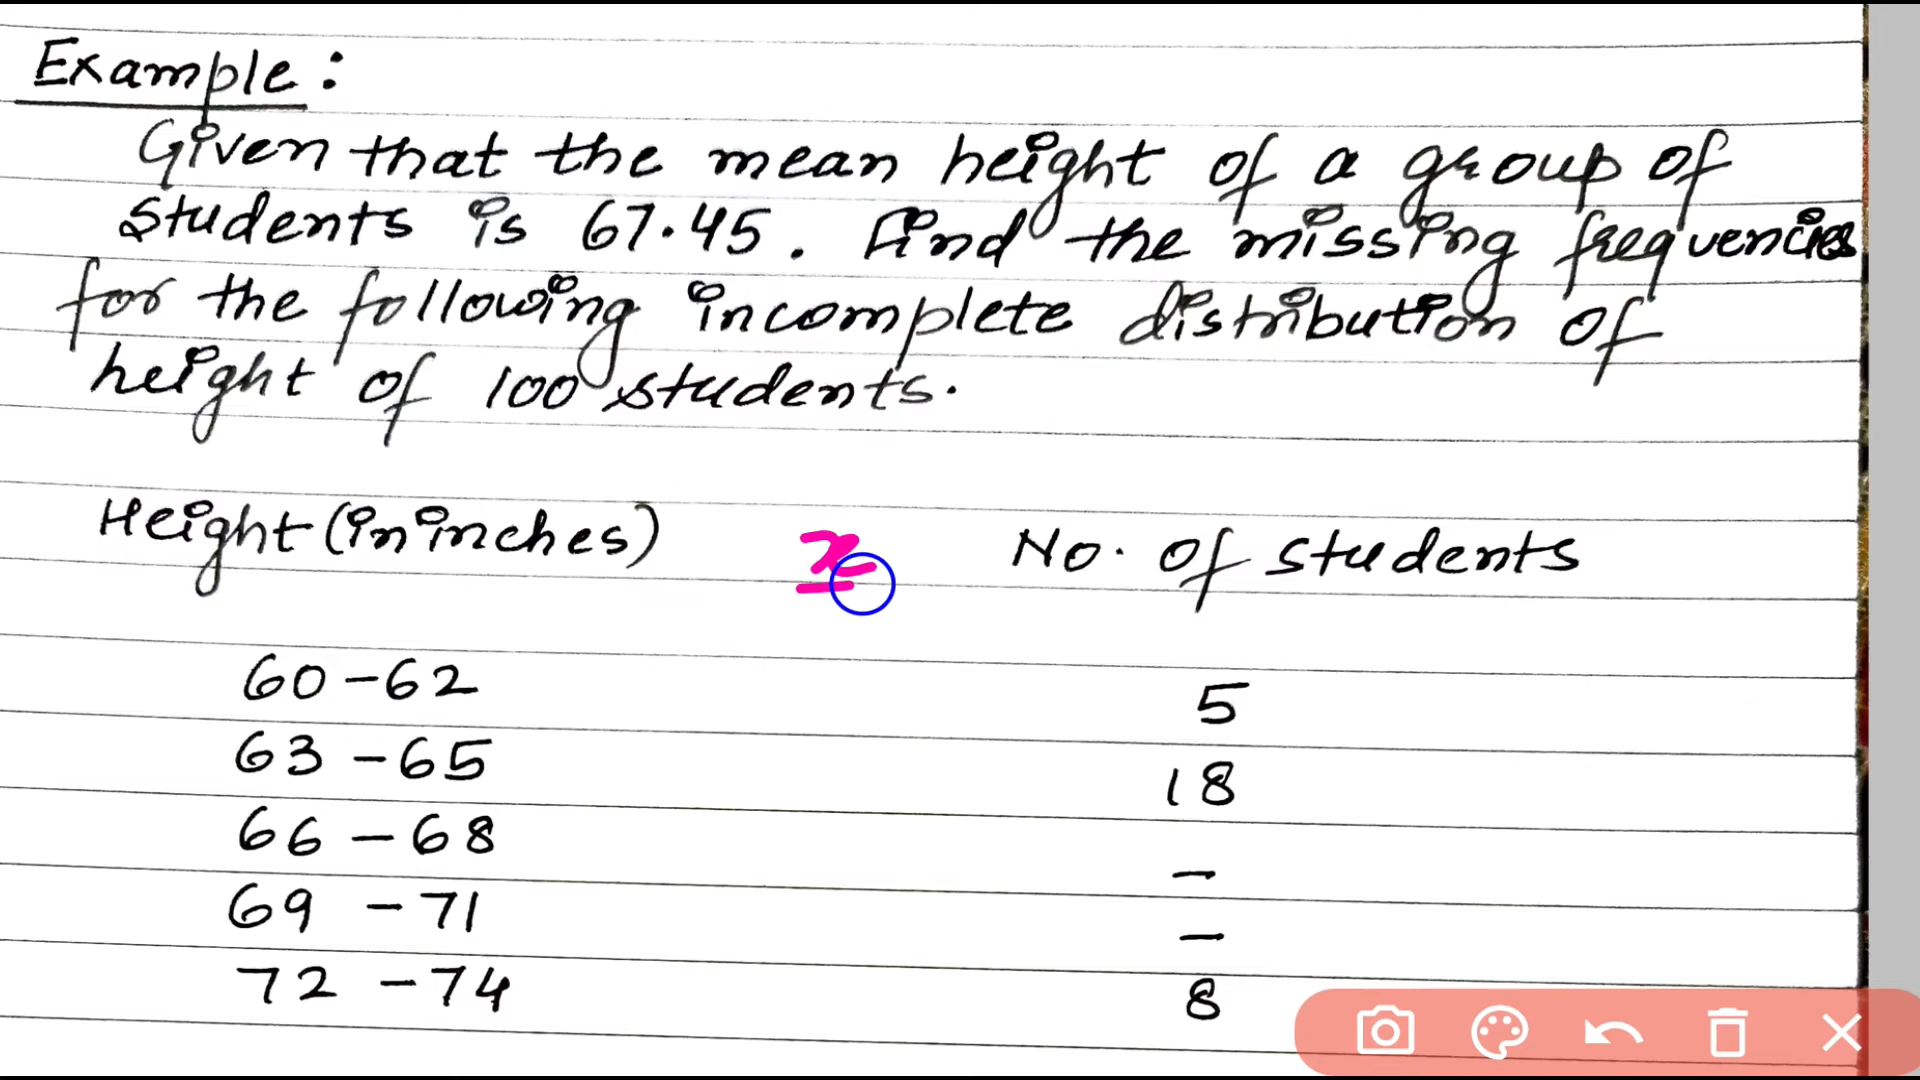 Example :
Given that the mean height of a group of
students is 67.45. Find the missing frequencies
for the following incomplete distribution of
height of 100 students.
Height (in inches) x No. of students
60 - 62 5
63 - 65 18
66 - 68 -
69 - 71 -
72 - 74 8